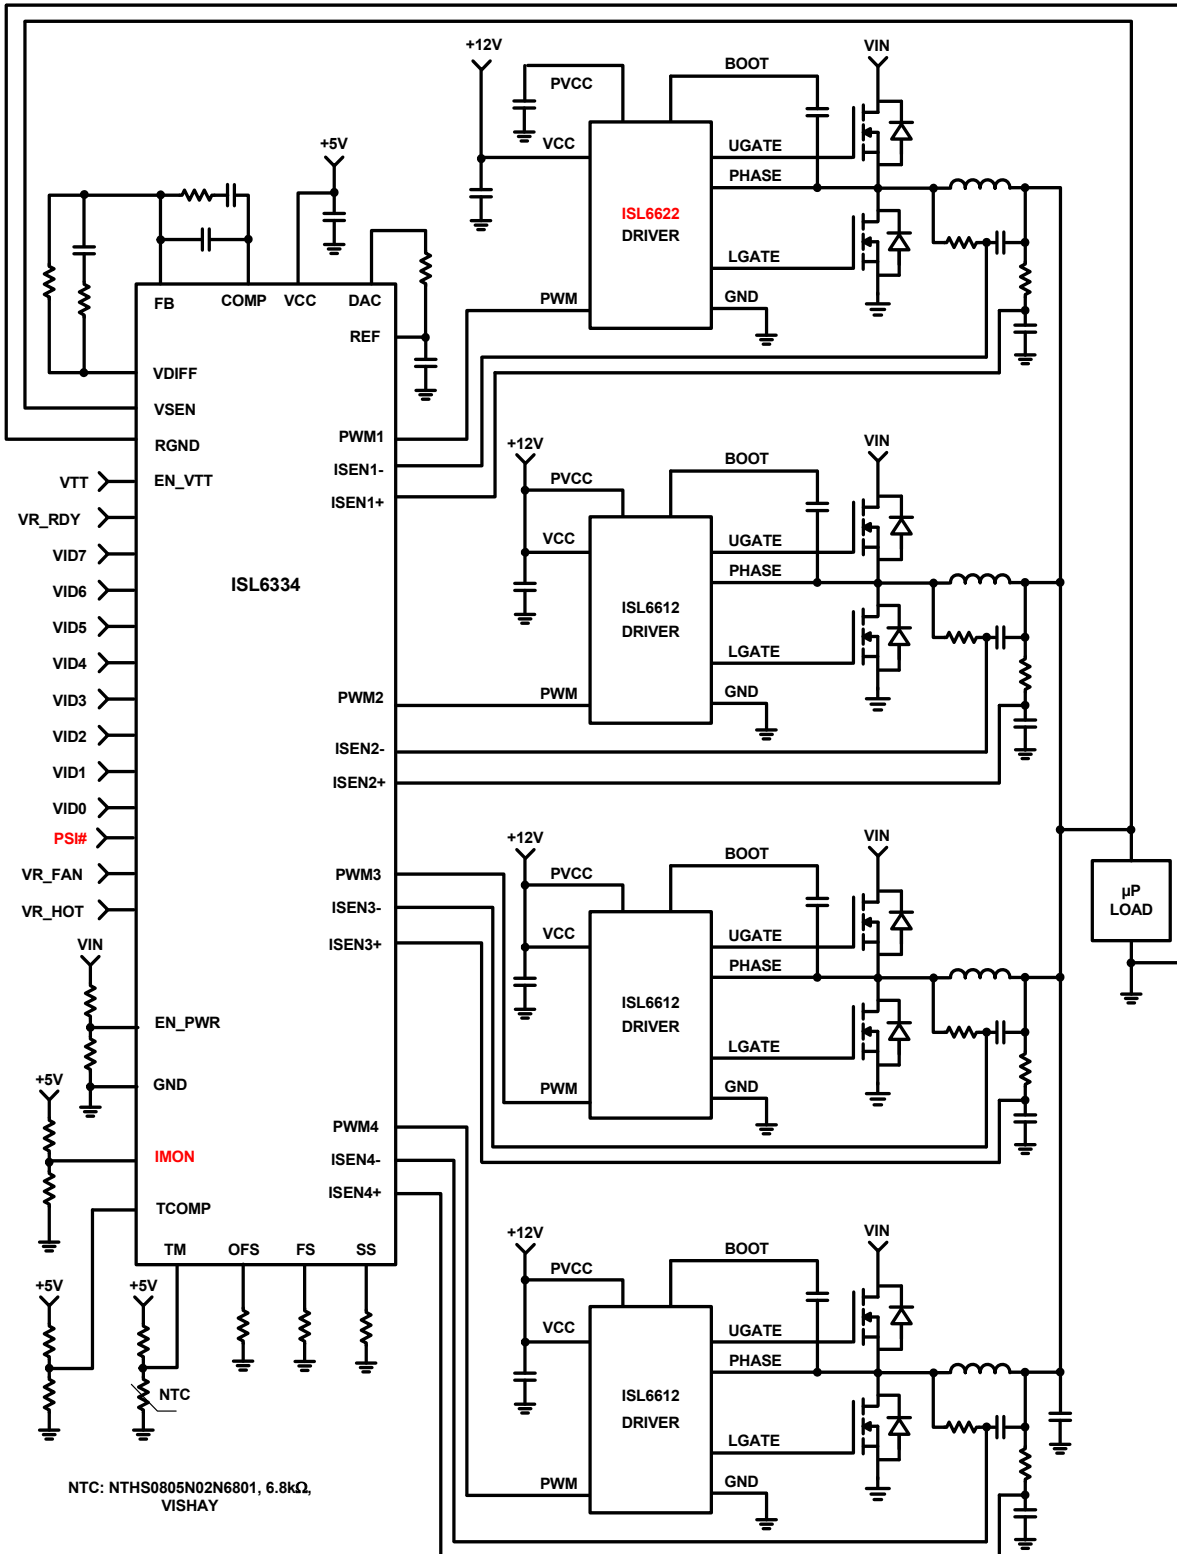 +12V
PVCC
BOOT
VIN
VCC
UGATE
PHASE
ISL6622
DRIVER
LGATE
PWM
GND
+5V
FB
COMP
VCC
DAC
REF
VDIFF
VSEN
RGND
EN_VTT
VTT
VR_RDY
VID7
VID6
VID5
VID4
VID3
VID2
VID1
VID0
PSI#
VR_FAN
VR_HOT
VIN
EN_PWR
GND
+5V
IMON
TCOMP
TM
OFS
FS
SS
ISL6334
PWM1
ISEN1-
ISEN1+
PWM2
ISEN2-
ISEN2+
PWM3
ISEN3-
ISEN3+
PWM4
ISEN4-
ISEN4+
+12V
PVCC
BOOT
VIN
VCC
UGATE
PHASE
ISL6612
DRIVER
LGATE
PWM
GND
+12V
PVCC
BOOT
VIN
VCC
UGATE
PHASE
ISL6612
DRIVER
LGATE
PWM
GND
µP
LOAD
+12V
PVCC
BOOT
VIN
VCC
UGATE
PHASE
ISL6612
DRIVER
LGATE
PWM
GND
+5V
+5V
NTC
NTC: NTHS0805N02N6801, 6.8kΩ,
VISHAY